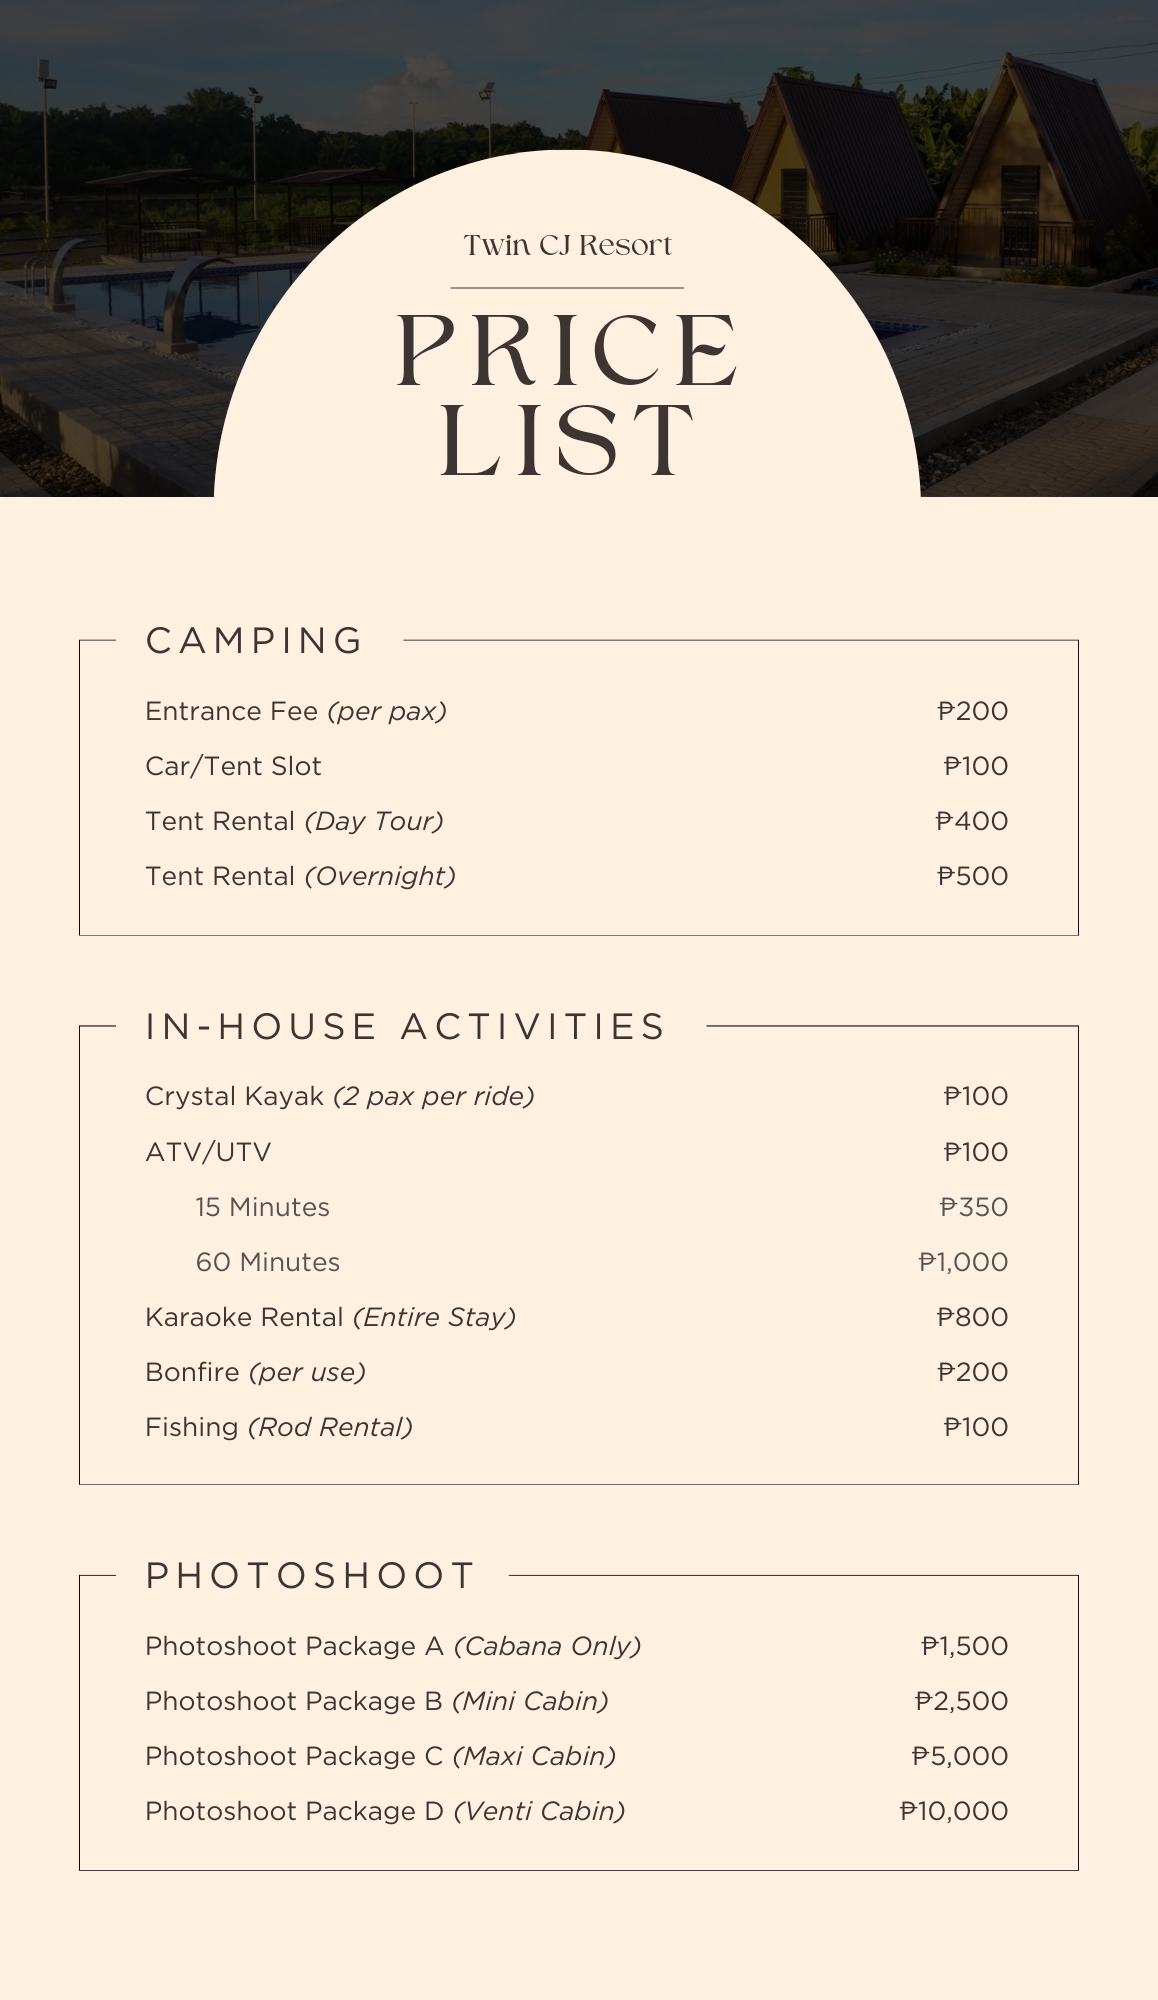 Twin CJ Resort
PRICE
LIST
CAMPING
Entrance Fee (per pax) ₱200
Car/Tent Slot ₱100
Tent Rental (Day Tour) ₱400
Tent Rental (Overnight) ₱500
IN-HOUSE ACTIVITIES
Crystal Kayak (2 pax per ride) ₱100
ATV/UTV ₱100
15 Minutes ₱350
60 Minutes ₱1,000
Karaoke Rental (Entire Stay) ₱800
Bonfire (per use) ₱200
Fishing (Rod Rental) ₱100
PHOTOSHOOT
Photoshoot Package A (Cabana Only) ₱1,500
Photoshoot Package B (Mini Cabin) ₱2,500
Photoshoot Package C (Maxi Cabin) ₱5,000
Photoshoot Package D (Venti Cabin) ₱10,000